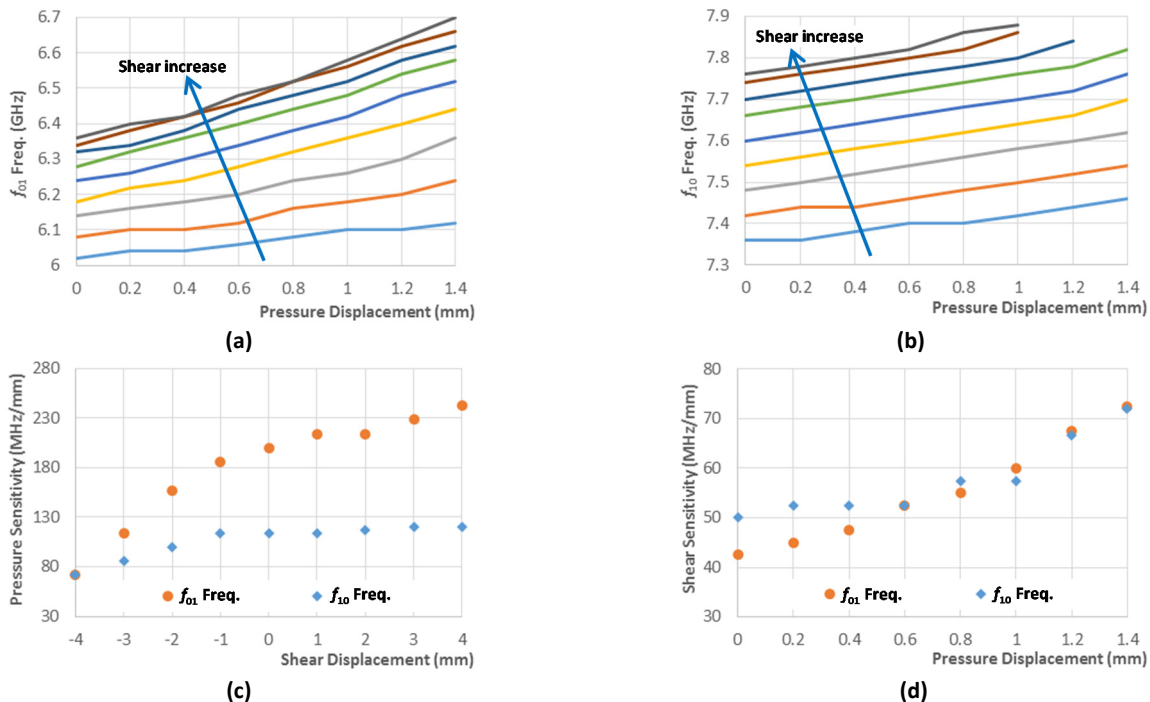 6.7
6.6
6.5
6.4
6.3
6.2
6.1
6
f01 Freq. (GHz)
Shear increase
0 0.2 0.4 0.6 0.8 1 1.2 1.4
Pressure Displacement (mm)
(a)
7.9
7.8
7.7
7.6
7.5
7.4
7.3
f10 Freq. (GHz)
Shear increase
0 0.2 0.4 0.6 0.8 1 1.2 1.4
Pressure Displacement (mm)
(b)
280
230
180
130
80
30
Pressure Sensitivity (MHz/mm)
f01 Freq. f10 Freq.
-4 -3 -2 -1 0 1 2 3 4
Shear Displacement (mm)
(c)
80
70
60
50
40
30
Shear Sensitivity (MHz/mm)
f01 Freq. f10 Freq.
0 0.2 0.4 0.6 0.8 1 1.2 1.4
Pressure Displacement (mm)
(d)